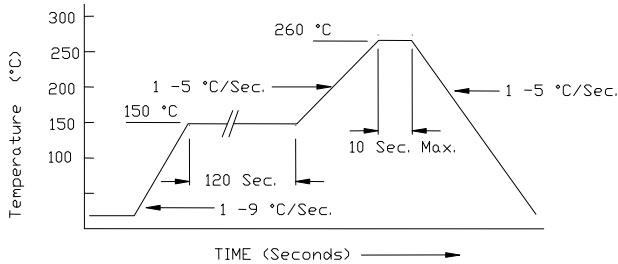 300
260 °C
250
200
1 -5 °C/Sec.
1 -5 °C/Sec.
150 °C
150
10 Sec. Max.
100
120 Sec.
1 -9 °C/Sec.
Temperature (°C)
TIME (Seconds)